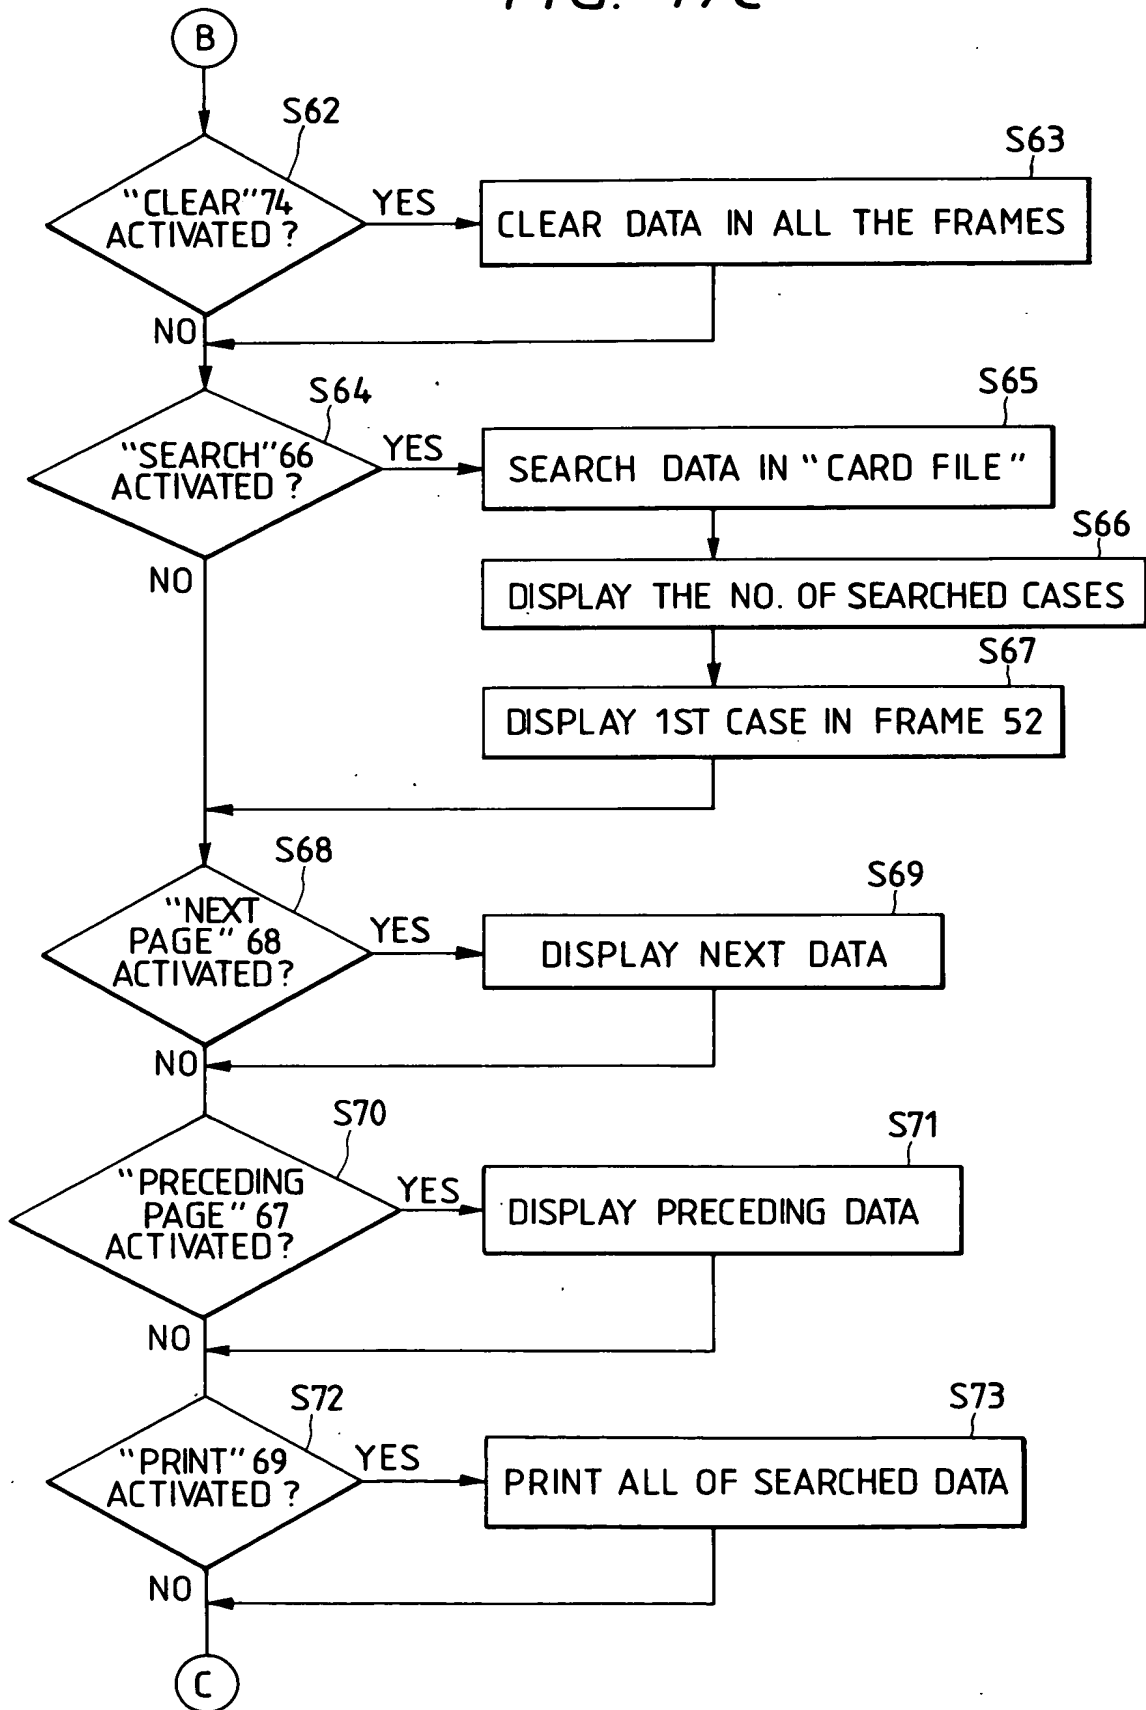 B
S62
"CLEAR" 74
ACTIVATED ?
YES
S63
CLEAR DATA IN ALL THE FRAMES
NO
S64
"SEARCH" 66
ACTIVATED ?
YES
S65
SEARCH DATA IN "CARD FILE"
S66
DISPLAY THE NO. OF SEARCHED CASES
S67
DISPLAY 1ST CASE IN FRAME 52
NO
S68
"NEXT
PAGE" 68
ACTIVATED ?
YES
S69
DISPLAY NEXT DATA
NO
S70
"PRECEDING
PAGE" 67
ACTIVATED ?
YES
S71
DISPLAY PRECEDING DATA
NO
S72
"PRINT" 69
ACTIVATED ?
YES
S73
PRINT ALL OF SEARCHED DATA
NO
C